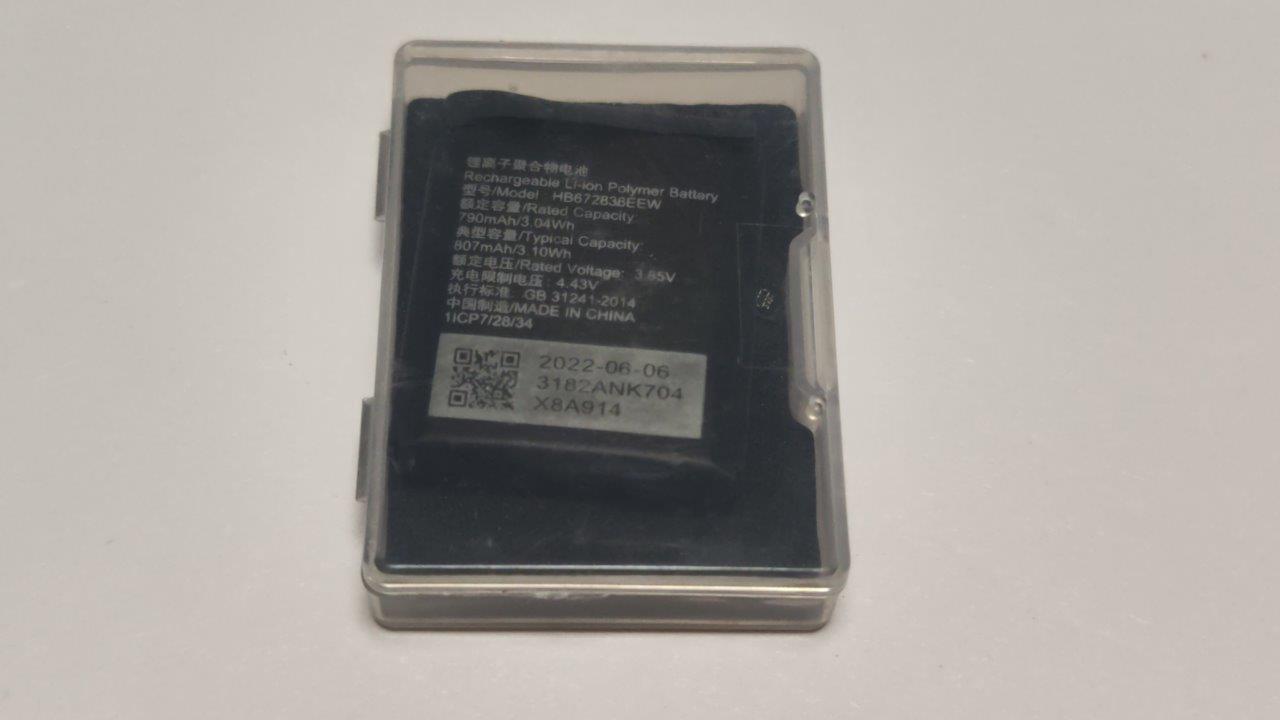 锂离子聚合物电池
Rechargeable Li-ion Polymer Battery
型号/Model: HB672836EEW
额定容量/Rated Capacity:
790mAh/3.04Wh
典型容量/Typical Capacity:
807mAh/3.10Wh
额定电压/Rated Voltage: 3.85V
充电限制电压: 4.43V
执行标准: GB 31241-2014
中国制造/MADE IN CHINA
1ICP7/28/34
2022-06-06
3182ANK704
X8A914